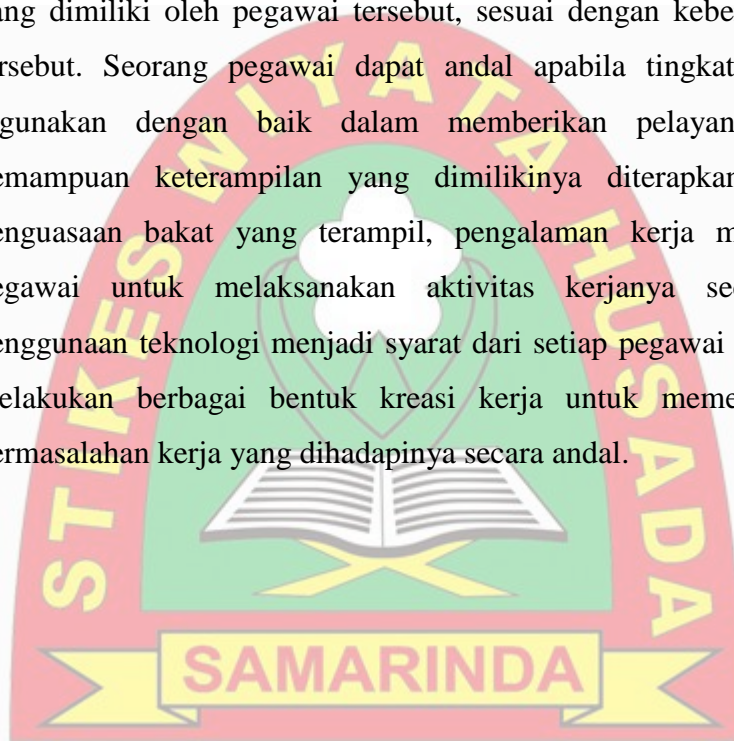 ang dimiliki oleh pegawai tersebut, sesuai dengan kebe
rsebut. Seorang pegawai dapat andal apabila tingkat
gunakan dengan baik dalam memberikan pelayan
emampuan keterampilan yang dimilikinya diterapkan
enguasaan bakat yang terampil, pengalaman kerja m
egawai untuk melaksanakan aktivitas kerjanya sec
enggunaan teknologi menjadi syarat dari setiap pegawai
elakukan berbagai bentuk kreasi kerja untuk meme
ermasalahan kerja yang dihadapinya secara andal.
STIKES WIYATA HUSADA
SAMARINDA